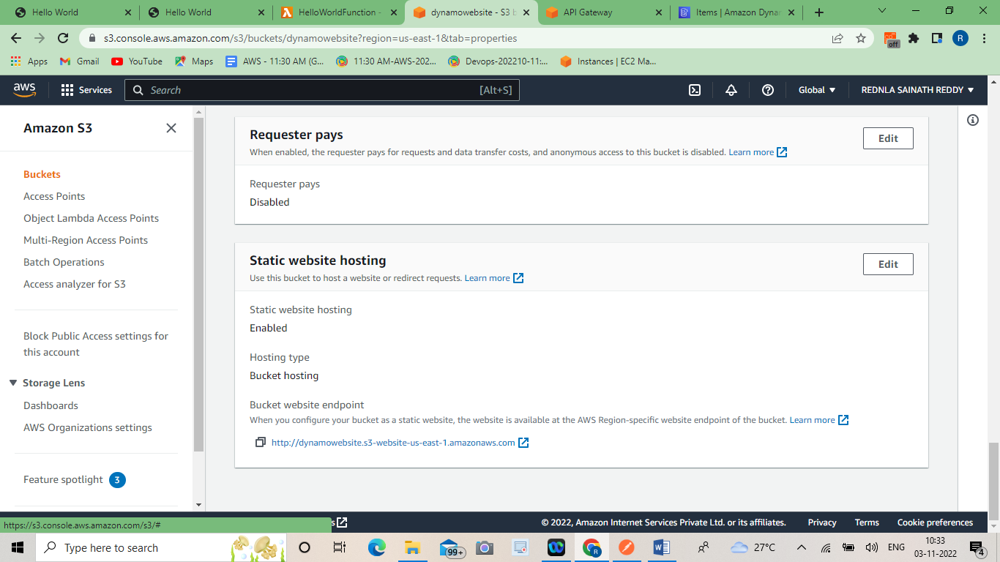 Hello World
Hello World
HelloWorldFunction -
dynamowebsite - S3 b
API Gateway
Items | Amazon Dynam
s3.console.aws.amazon.com/s3/buckets/dynamowebsite?region=us-east-1&tab=properties
off
R
Apps
Gmail
YouTube
Maps
AWS - 11:30 AM (G...
11:30 AM-AWS-202...
Devops-202210-11:...
Instances | EC2 Ma...
aws
Services
Search
[Alt+S]
Global
REDNLA SAINATH REDDY
Amazon S3
Buckets
Access Points
Object Lambda Access Points
Multi-Region Access Points
Batch Operations
Access analyzer for S3
Block Public Access settings for
this account
Storage Lens
Dashboards
AWS Organizations settings
Feature spotlight 3
Requester pays
Edit
When enabled, the requester pays for requests and data transfer costs, and anonymous access to this bucket is disabled. Learn more
Requester pays
Disabled
Static website hosting
Edit
Use this bucket to host a website or redirect requests. Learn more
Static website hosting
Enabled
Hosting type
Bucket hosting
Bucket website endpoint
When you configure your bucket as a static website, the website is available at the AWS Region-specific website endpoint of the bucket. Learn more
http://dynamowebsite.s3-website-us-east-1.amazonaws.com
https://s3.console.aws.amazon.com/s3/#
s
© 2022, Amazon Internet Services Private Ltd. or its affiliates.
Privacy
Terms
Cookie preferences
Type here to search
99+
R
27°C
ENG
10:33
03-11-2022
4